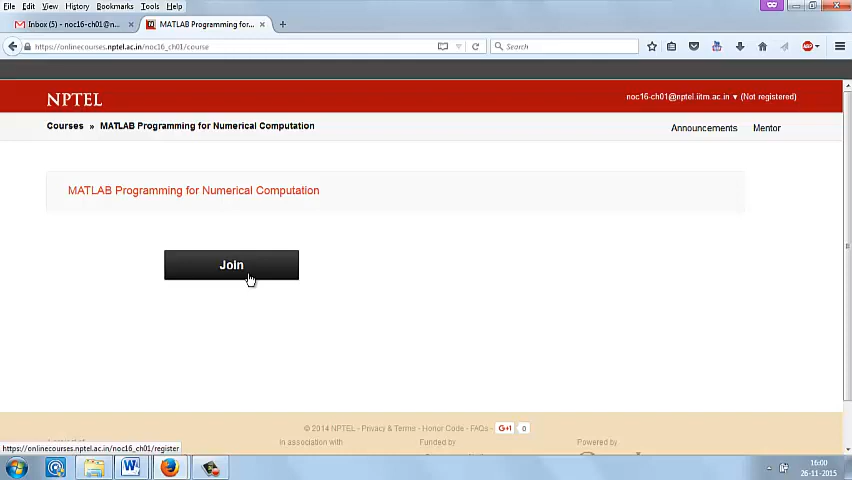 File Edit View History Bookmarks Tools Help
Inbox (5) - noc16-ch01@n... × MATLAB Programming for... × +
https://onlinecourses.nptel.ac.in/noc16_ch01/course Search
NPTEL noc16-ch01@nptel.iitm.ac.in ▾ (Not registered)
Courses » MATLAB Programming for Numerical Computation Announcements Mentor
MATLAB Programming for Numerical Computation
Join
© 2014 NPTEL - Privacy & Terms - Honor Code - FAQs - G+1 0
in association with Funded by Powered by
https://onlinecourses.nptel.ac.in/noc16_ch01/register
16:00
26-11-2015